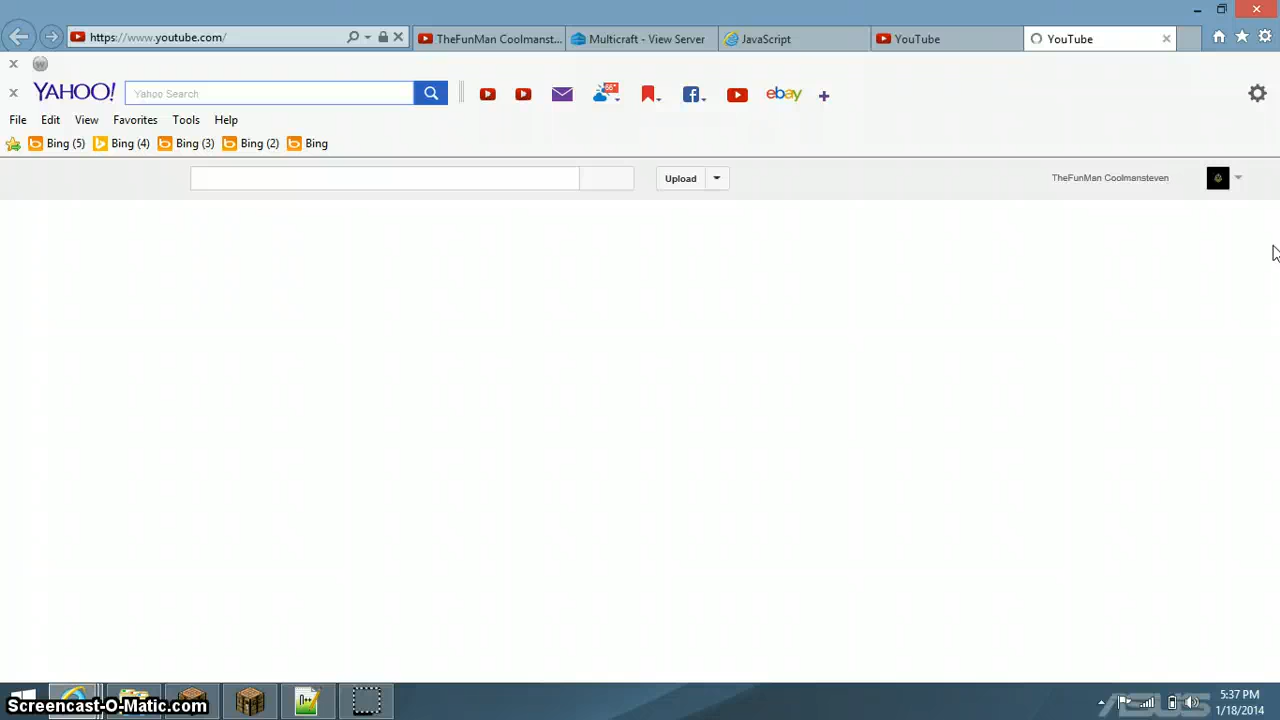 https://www.youtube.com/
TheFunMan Coolmanst...
Multicraft - View Server
JavaScript
YouTube
YouTube
YAHOO!
Yahoo Search
66°
ebay
File Edit View Favorites Tools Help
Bing (5) Bing (4) Bing (3) Bing (2) Bing
Upload
TheFunMan Coolmansteven
Screencast-O-Matic.com
ASUS
5:37 PM
1/18/2014